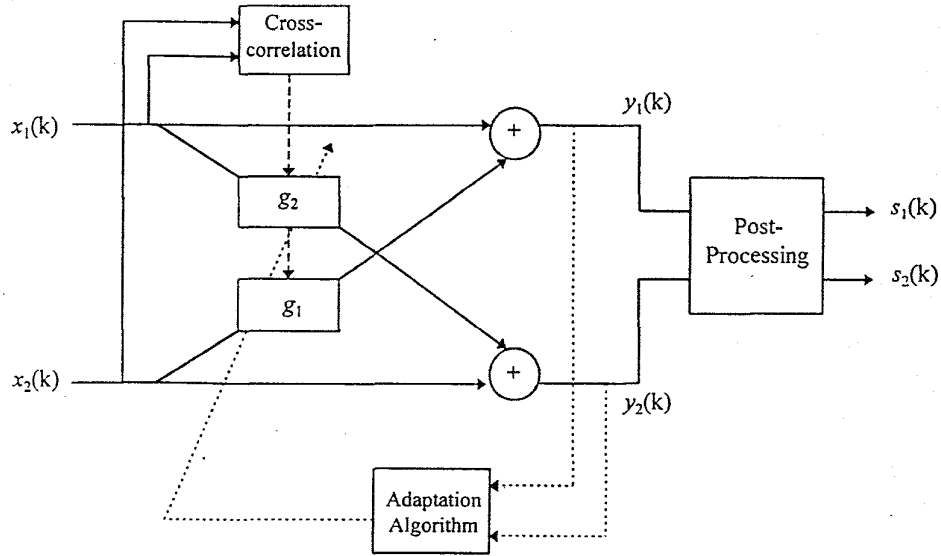 Cross-
correlation
x₁(k)
+
y₁(k)
g₂
Post-
Processing
s₁(k)
s₂(k)
g₁
x₂(k)
+
y₂(k)
Adaptation
Algorithm